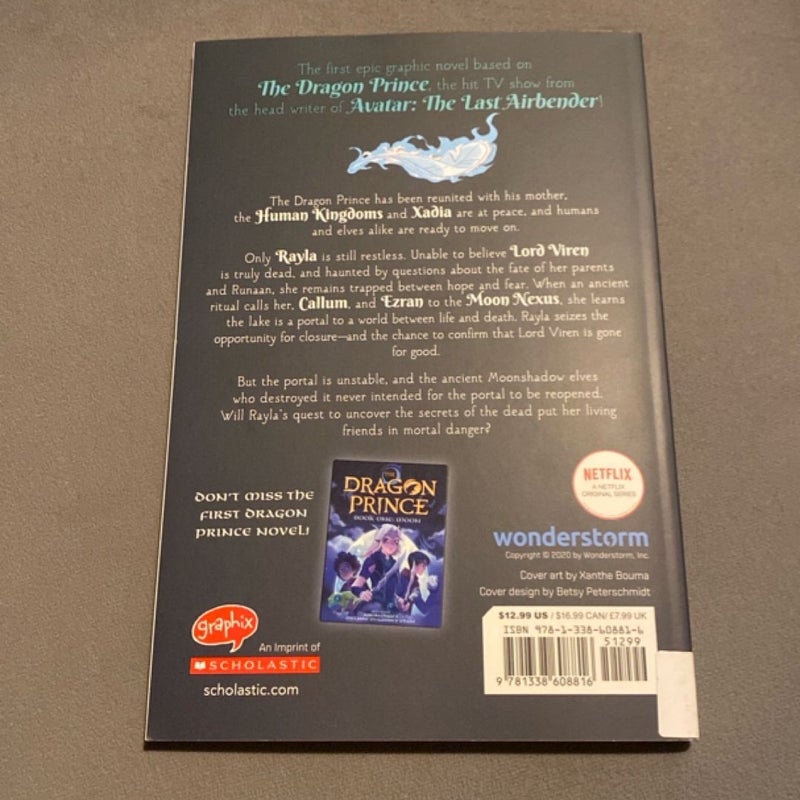 The first epic graphic novel based on
The Dragon Prince, the hit TV show from
the head writer of Avatar: The Last Airbender!
The Dragon Prince has been reunited with his mother,
the Human Kingdoms and Xadia are at peace, and humans
and elves alike are ready to move on.
Only Rayla is still restless. Unable to believe Lord Viren
is truly dead, and haunted by questions about the fate of her parents
and Runaan, she remains trapped between hope and fear. When an ancient
ritual calls her, Callum, and Ezran to the Moon Nexus, she learns
the lake is a portal to a world between life and death. Rayla seizes the
opportunity for closure—and the chance to confirm that Lord Viren is gone
for good.
But the portal is unstable, and the ancient Moonshadow elves
who destroyed it never intended for the portal to be reopened.
Will Rayla's quest to uncover the secrets of the dead put her living
friends in mortal danger?
DON'T MISS THE
FIRST DRAGON
PRINCE NOVEL!
THE
DRAGON
PRINCE
BOOK ONE: MOON
NETFLIX
A NETFLIX
ORIGINAL SERIES
wonderstorm
Copyright © 2020 by Wonderstorm, Inc.
Cover art by Xanthe Bouma
Cover design by Betsy Peterschmidt
graphix
An Imprint of
SCHOLASTIC
scholastic.com
$12.99 US / $16.99 CAN/ £7.99 UK
ISBN 978-1-338-60881-6
51299
9 781338 608816